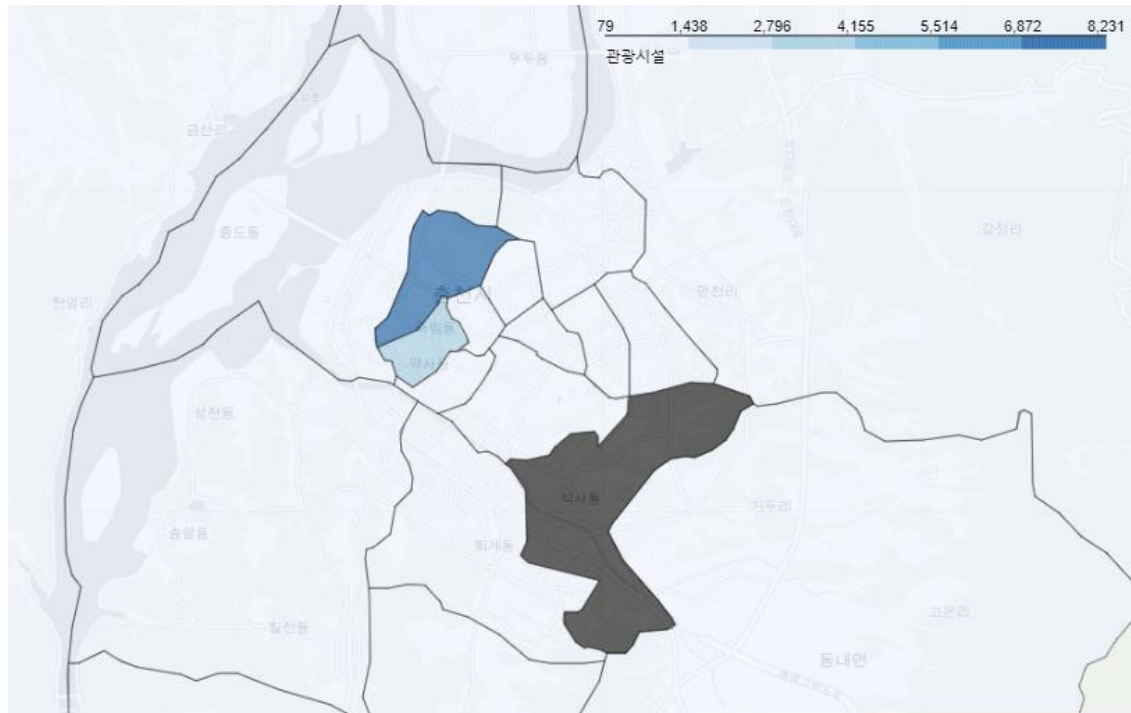 79 1,438 2,796 4,155 5,514 6,872 8,231
관광시설
우두동
금산리
중도동
감정리
현암리
춘천시
만천리
약사
삼천동
석사동
거두리
송암동
퇴계동
칠전동
고은리
동내면